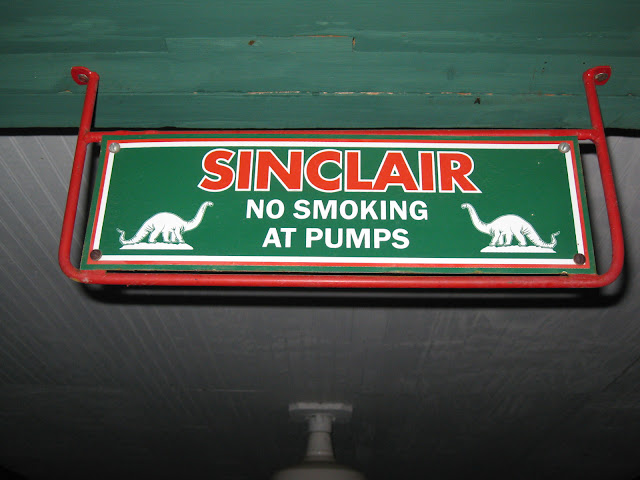 SINCLAIR
NO SMOKING
AT PUMPS